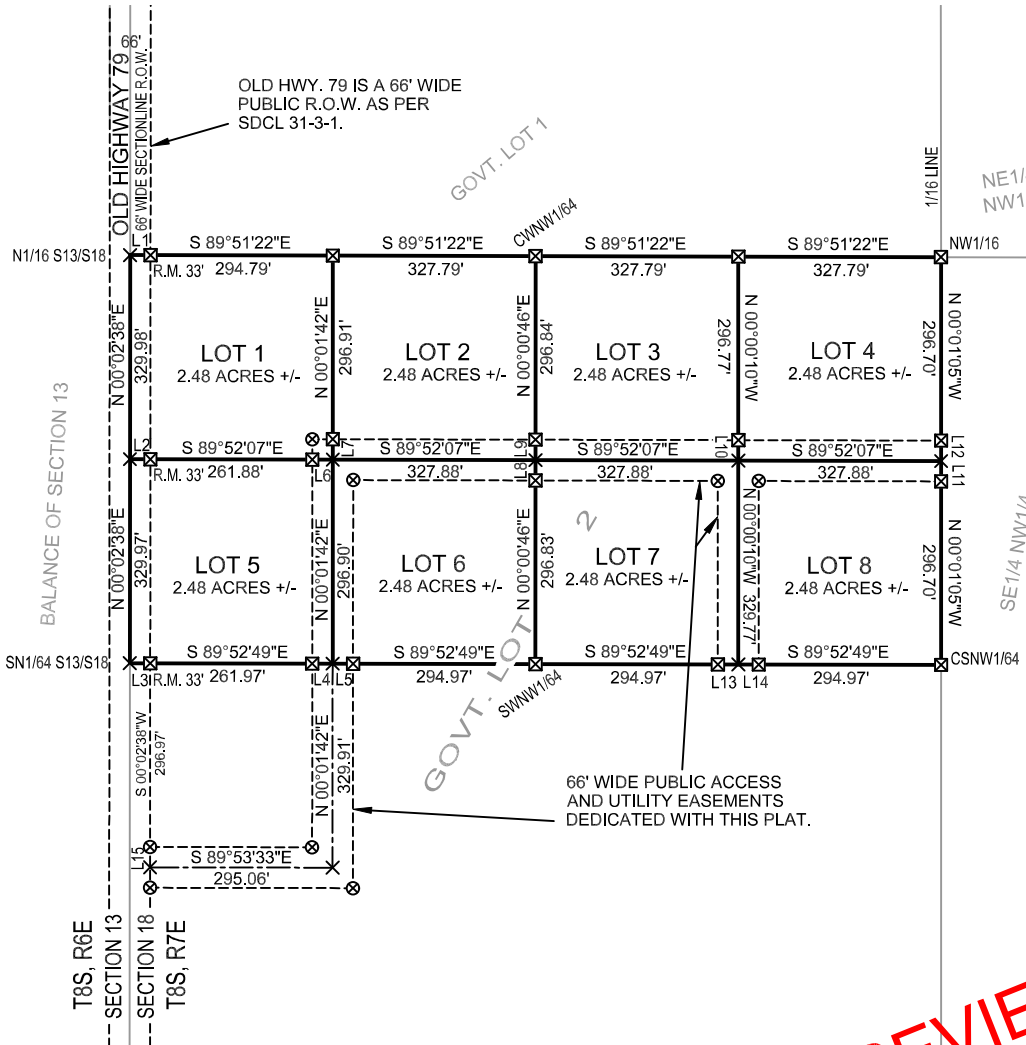 66'
OLD HIGHWAY 79
66' WIDE SECTIONLINE R.O.W.
OLD HWY. 79 IS A 66' WIDE
PUBLIC R.O.W. AS PER
SDCL 31-3-1.
GOVT. LOT 1
CWNW1/64
1/16 LINE
NE1/
NW1
N1/16 S13/S18
L1
S 89°51'22"E
S 89°51'22"E
S 89°51'22"E
S 89°51'22"E
NW1/16
R.M. 33'
294.79'
327.79'
327.79'
327.79'
N 00°02'38"E
329.98'
LOT 1
2.48 ACRES +/-
N 00°01'42"E
296.91'
LOT 2
2.48 ACRES +/-
N 00°00'46"E
296.84'
LOT 3
2.48 ACRES +/-
296.77'
N 00°00'10"W
LOT 4
2.48 ACRES +/-
296.70'
N 00°01'05"W
BALANCE OF SECTION 13
L2
S 89°52'07"E
L7
S 89°52'07"E
L9
S 89°52'07"E
L10
S 89°52'07"E
L12
R.M. 33'
261.88'
L6
327.88'
L8
327.88'
327.88'
L11
N 00°02'38"E
329.97'
LOT 5
2.48 ACRES +/-
N 00°01'42"E
296.90'
LOT 6
2.48 ACRES +/-
N 00°00'46"E
296.83'
LOT 7
2.48 ACRES +/-
N 00°00'10"W
329.77'
LOT 8
2.48 ACRES +/-
296.70'
N 00°01'05"W
SE1/4 NW1/4
SN1/64 S13/S18
S 89°52'49"E
S 89°52'49"E
S 89°52'49"E
S 89°52'49"E
CSNW1/64
L3
R.M. 33'
261.97'
L4
L5
294.97'
SWNW1/64
294.97'
L13
L14
294.97'
GOVT. LOT 2
S 00°02'38"W
296.97'
N 00°01'42"E
329.91'
66' WIDE PUBLIC ACCESS
AND UTILITY EASEMENTS
DEDICATED WITH THIS PLAT.
L15
S 89°53'33"E
295.06'
T8S, R6E
SECTION 13
SECTION 18
T8S, R7E